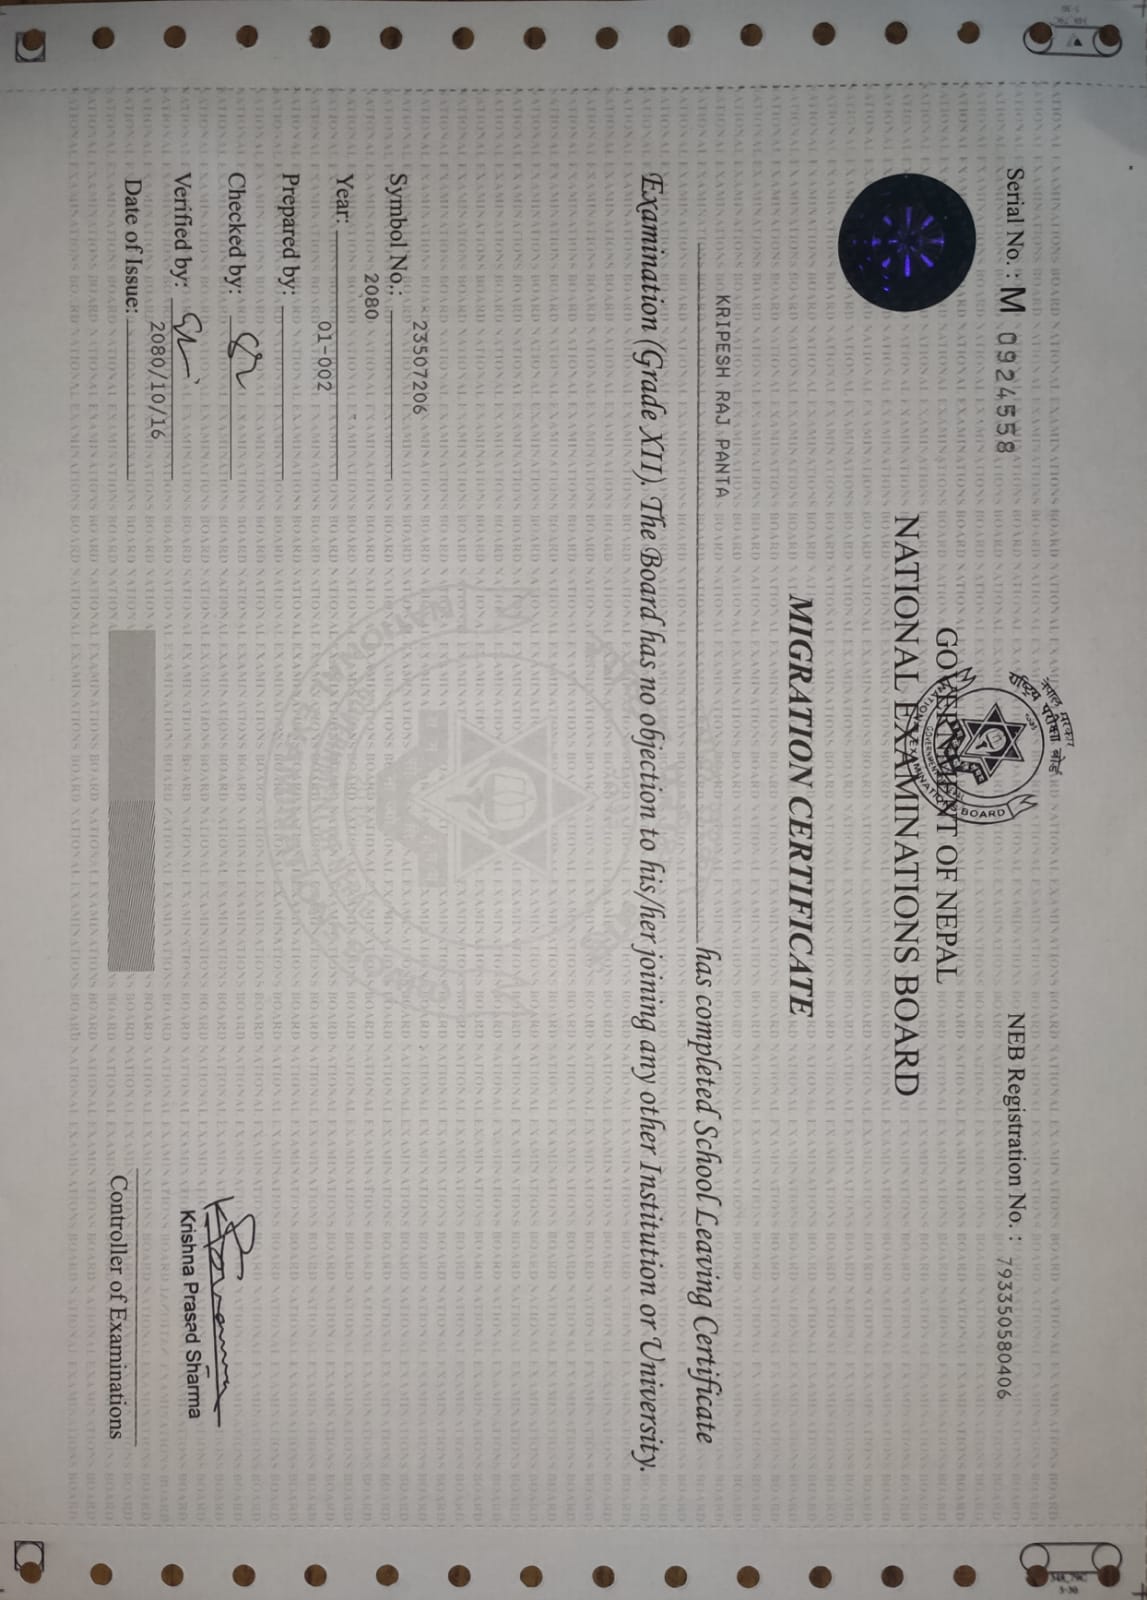 नेपाल सरकार
राष्ट्रिय परीक्षा बोर्ड
Serial No. : M 0924558
NEB Registration No. : 793350580406
GOVERNMENT OF NEPAL
NATIONAL EXAMINATIONS BOARD
MIGRATION CERTIFICATE
KRIPESH RAJ PANTA has completed School Leaving Certificate
Examination (Grade XII). The Board has no objection to his/her joining any other Institution or University.
Symbol No.: 23507206
Year: 2080
Prepared by: 01-002
Checked by:
Verified by:
Date of Issue: 2080/10/16
Krishna Prasad Sharma
Controller of Examinations